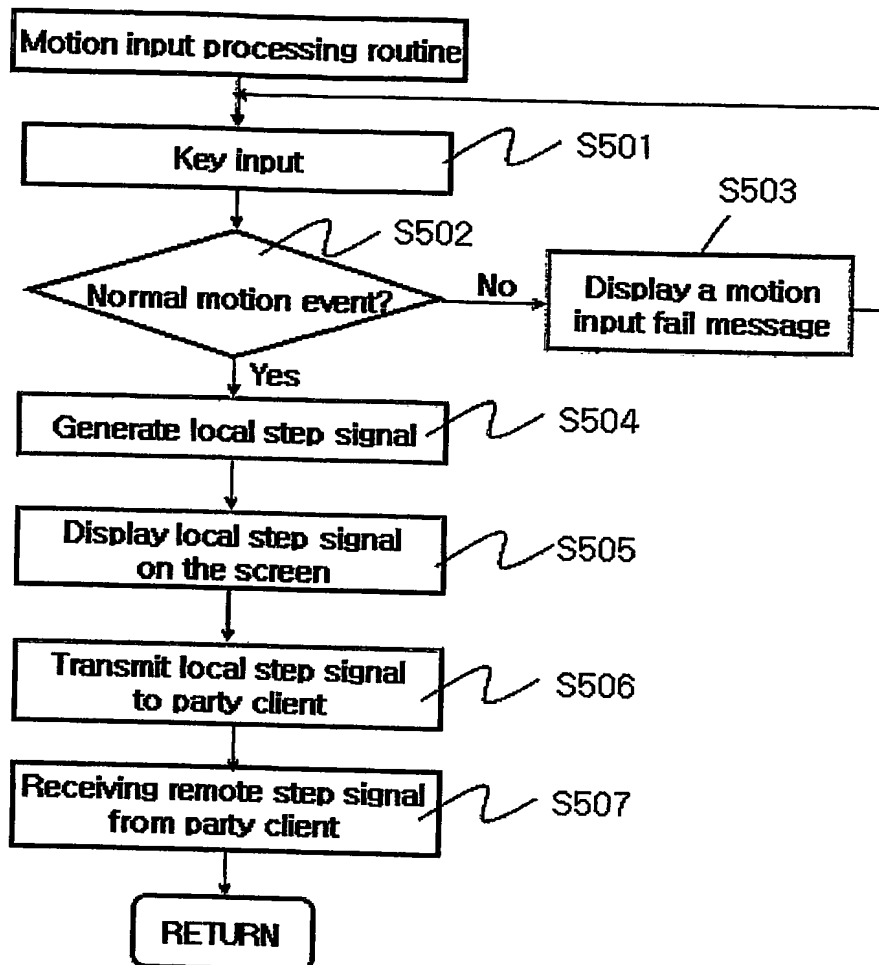 Motion input processing routine
Key input
S501
S502
S503
Normal motion event?
No
Display a motion
input fail message
Yes
Generate local step signal
S504
Display local step signal
on the screen
S505
Transmit local step signal
to party client
S506
Receiving remote step signal
from party client
S507
RETURN